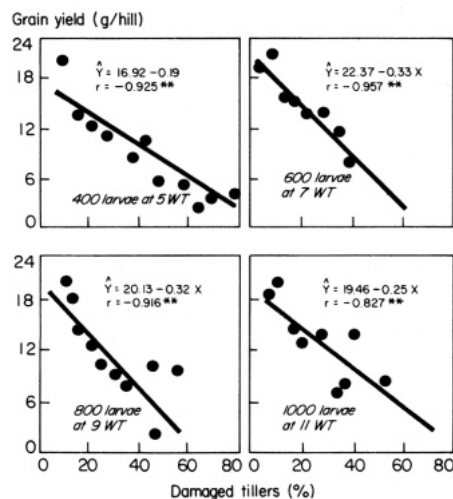 Grain yield (g/hill)
24
18
12
6
0
^
Y = 16.92 -0.19
r = -0.925 **
400 larvae at 5 WT
^
Y = 22.37 -0.33 X
r = -0.957 **
600 larvae
at 7 WT
24
18
12
6
0
^
Y = 20.13 -0.32 X
r = -0.916 **
800 larvae
at 9 WT
^
Y = 19.46 -0.25 X
r = -0.827 **
1000 larvae
at 11 WT
0 20 40 60 80 0 20 40 60 80
Damaged tillers (%)